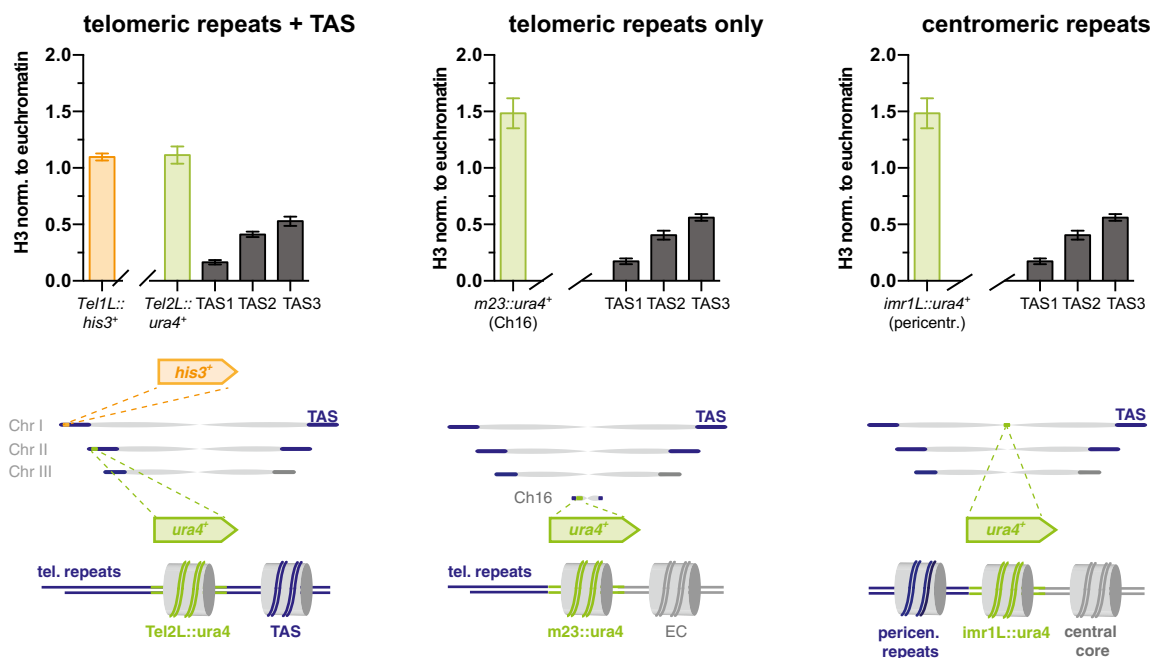 telomeric repeats + TAS
H3 norm. to euchromatin
2.0
1.5
1.0
0.5
0.0
Tel1L::
his3⁺
Tel2L::
ura4⁺
TAS1
TAS2
TAS3
telomeric repeats only
H3 norm. to euchromatin
2.0
1.5
1.0
0.5
0.0
m23::ura4⁺
(Ch16)
TAS1
TAS2
TAS3
centromeric repeats
H3 norm. to euchromatin
2.0
1.5
1.0
0.5
0.0
imr1L::ura4⁺
(pericentr.)
TAS1
TAS2
TAS3
his3⁺
Chr I
TAS
Chr II
Chr III
ura4⁺
tel. repeats
Tel2L::ura4
TAS
TAS
Ch16
ura4⁺
tel. repeats
m23::ura4
EC
TAS
ura4⁺
pericen.
repeats
imr1L::ura4
central
core